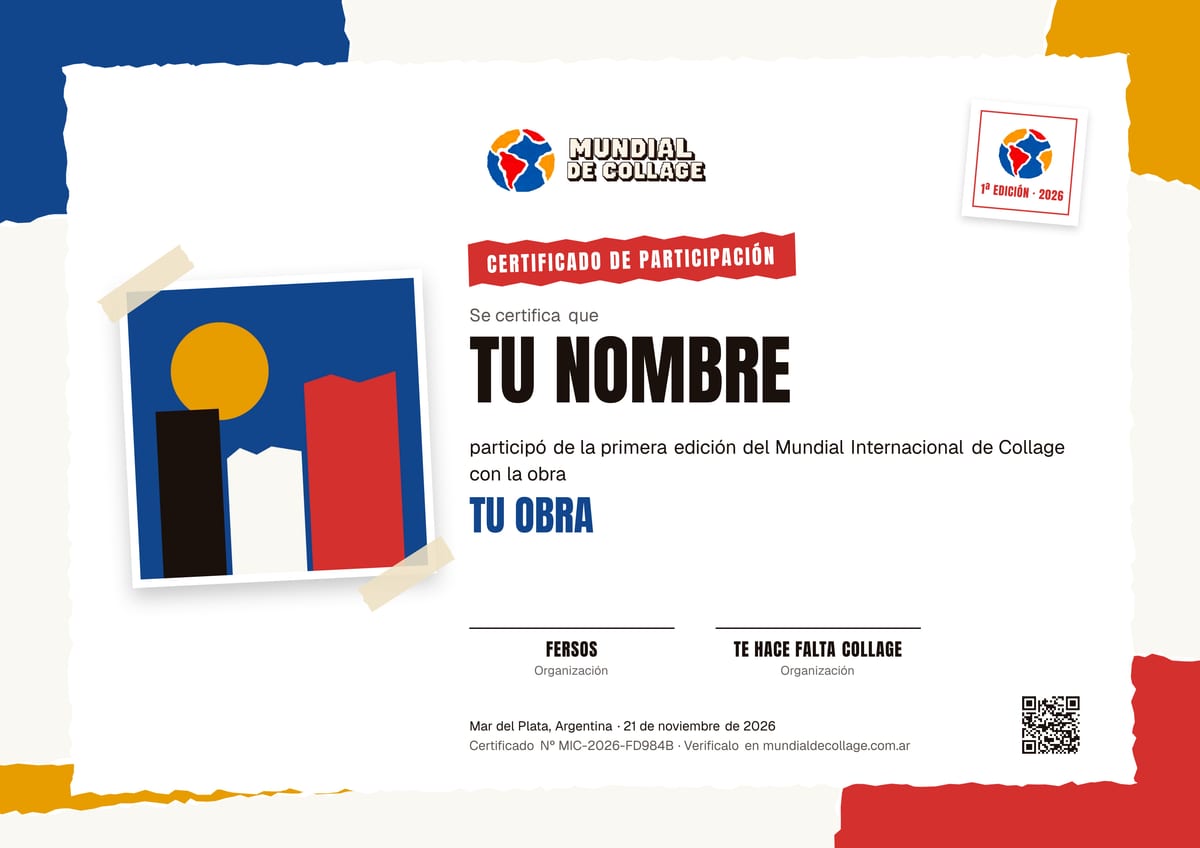 MUNDIAL
DE COLLAGE
1ª EDICIÓN · 2026
CERTIFICADO DE PARTICIPACIÓN
Se certifica que
TU NOMBRE
participó de la primera edición del Mundial Internacional de Collage
con la obra
TU OBRA
FERSOS
Organización
TE HACE FALTA COLLAGE
Organización
Mar del Plata, Argentina · 21 de noviembre de 2026
Certificado N° MIC-2026-FD984B · Verificalo en mundialdecollage.com.ar